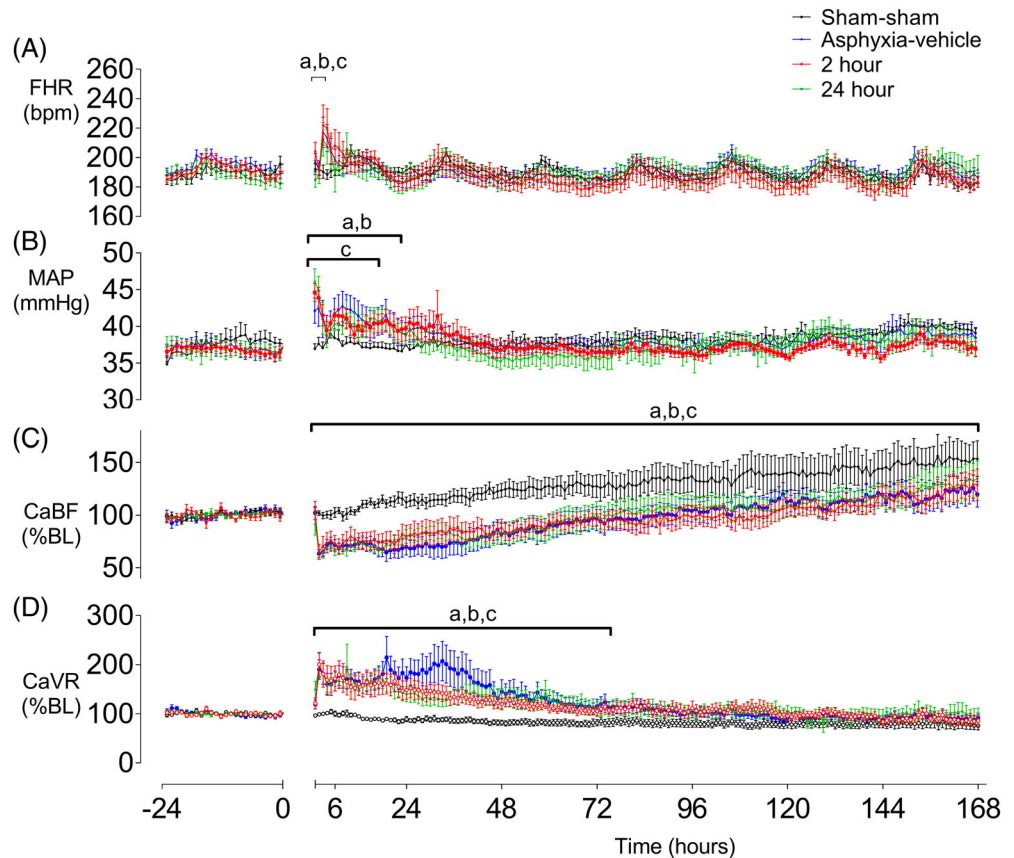 Sham-sham
Asphyxia-vehicle
2 hour
24 hour
(A)
FHR
(bpm)
260
240
220
200
180
160
a,b,c
(B)
MAP
(mmHg)
50
45
40
35
30
a,b
c
(C)
CaBF
(%BL)
150
100
50
a,b,c
(D)
CaVR
(%BL)
300
200
100
0
a,b,c
-24 0 6 24 48 72 96 120 144 168
Time (hours)